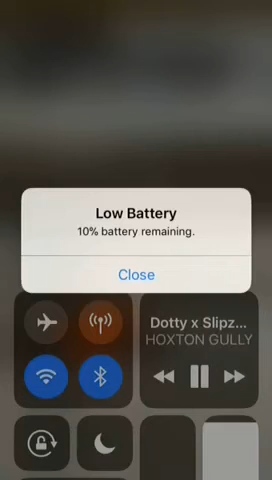 Low Battery
10% battery remaining.
Close
Dotty x Slipz...
HOXTON GULLY